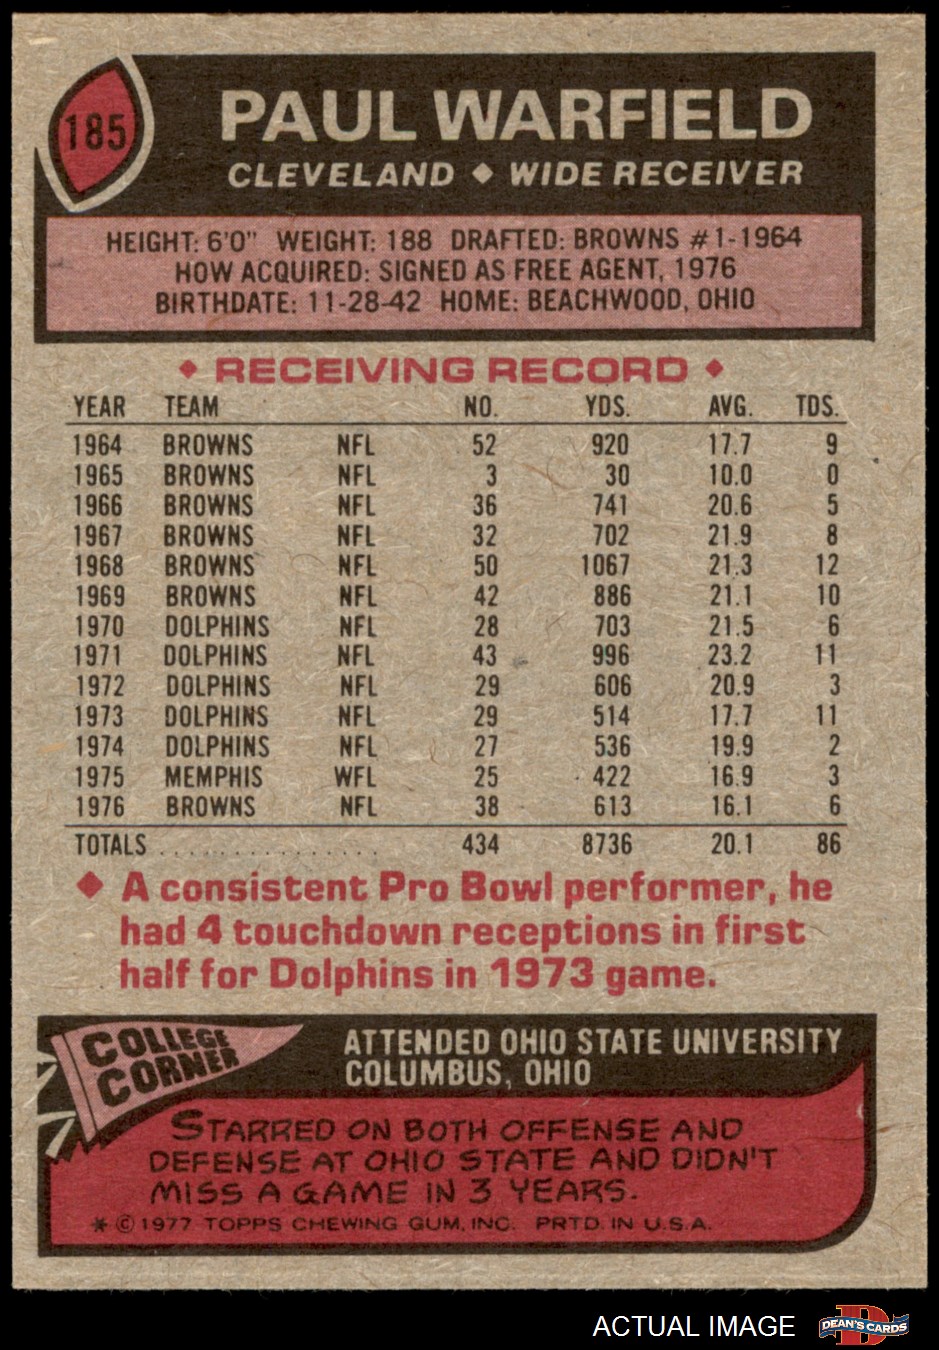 185
PAUL WARFIELD
CLEVELAND ♦ WIDE RECEIVER
HEIGHT: 6'0" WEIGHT: 188 DRAFTED: BROWNS #1-1964
HOW ACQUIRED: SIGNED AS FREE AGENT, 1976
BIRTHDATE: 11-28-42 HOME: BEACHWOOD, OHIO
♦ RECEIVING RECORD ♦
YEAR TEAM NO. YDS. AVG. TDS.
1964 BROWNS NFL 52 920 17.7 9
1965 BROWNS NFL 3 30 10.0 0
1966 BROWNS NFL 36 741 20.6 5
1967 BROWNS NFL 32 702 21.9 8
1968 BROWNS NFL 50 1067 21.3 12
1969 BROWNS NFL 42 886 21.1 10
1970 DOLPHINS NFL 28 703 21.5 6
1971 DOLPHINS NFL 43 996 23.2 11
1972 DOLPHINS NFL 29 606 20.9 3
1973 DOLPHINS NFL 29 514 17.7 11
1974 DOLPHINS NFL 27 536 19.9 2
1975 MEMPHIS WFL 25 422 16.9 3
1976 BROWNS NFL 38 613 16.1 6
TOTALS . . . . . . . . . . . . . . . . . 434 8736 20.1 86
♦ A consistent Pro Bowl performer, he
had 4 touchdown receptions in first
half for Dolphins in 1973 game.
COLLEGE
CORNER
ATTENDED OHIO STATE UNIVERSITY
COLUMBUS, OHIO
STARRED ON BOTH OFFENSE AND
DEFENSE AT OHIO STATE AND DIDN'T
MISS A GAME IN 3 YEARS.
* © 1977 TOPPS CHEWING GUM, INC. PRTD. IN U.S.A.
ACTUAL IMAGE
DEAN'S CARDS